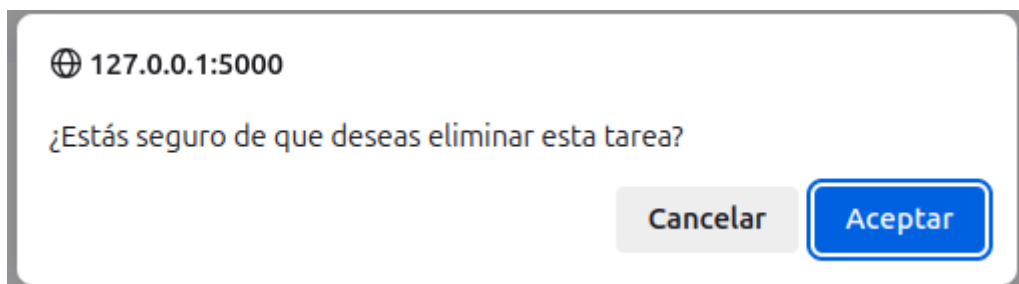 127.0.0.1:5000
¿Estás seguro de que deseas eliminar esta tarea?
Cancelar Aceptar